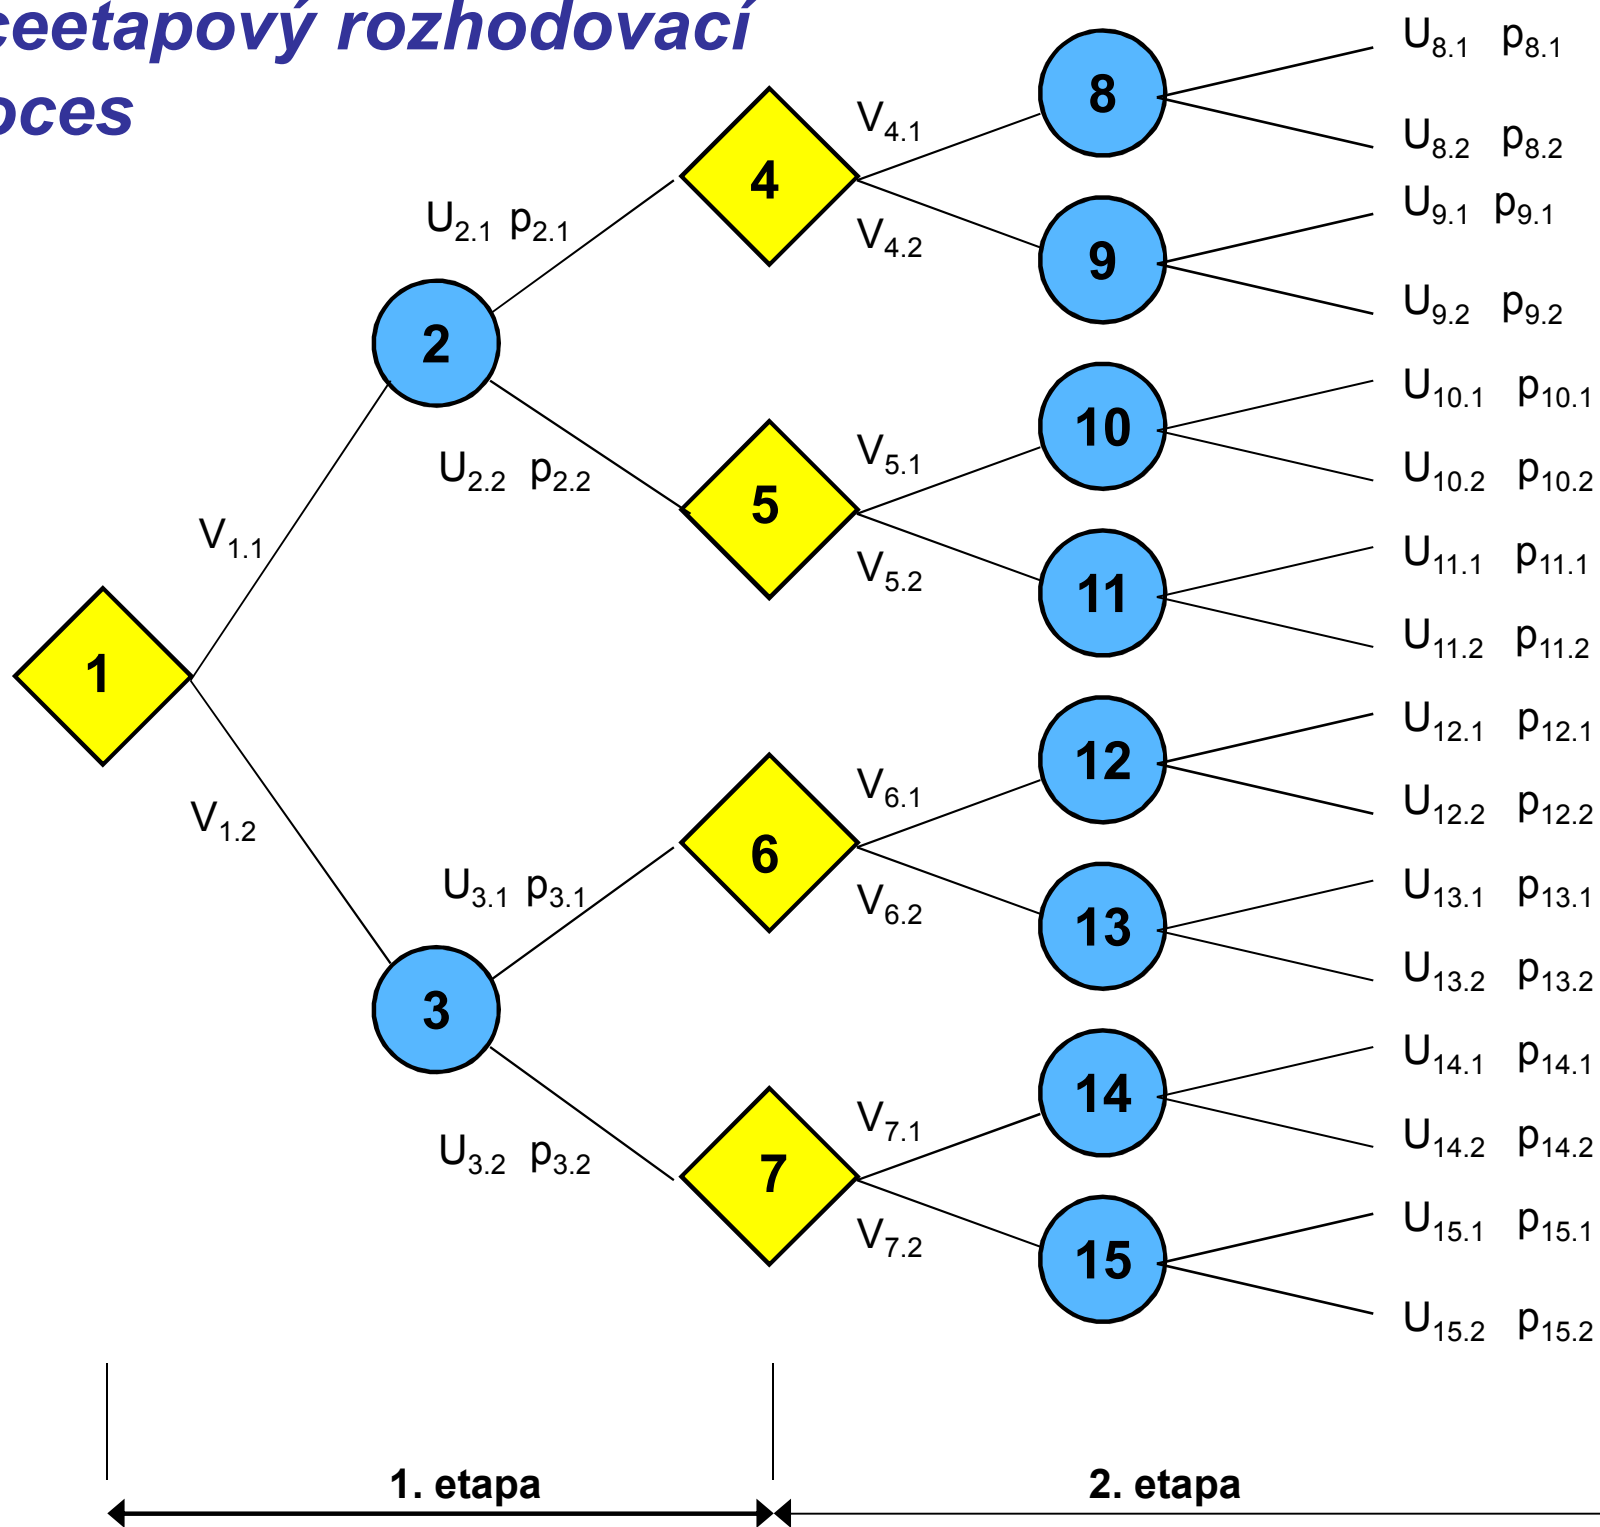 ceetapový rozhodovací
oces
U8.1 p8.1
8
V4.1
U8.2 p8.2
4
U9.1 p9.1
U2.1 p2.1
V4.2
9
U9.2 p9.2
2
U10.1 p10.1
10
V5.1
U2.2 p2.2
U10.2 p10.2
5
V1.1
U11.1 p11.1
V5.2
11
U11.2 p11.2
1
U12.1 p12.1
12
V6.1
V1.2
U12.2 p12.2
6
U3.1 p3.1
U13.1 p13.1
V6.2
13
U13.2 p13.2
3
U14.1 p14.1
14
V7.1
U3.2 p3.2
U14.2 p14.2
7
U15.1 p15.1
V7.2
15
U15.2 p15.2
1. etapa
2. etapa